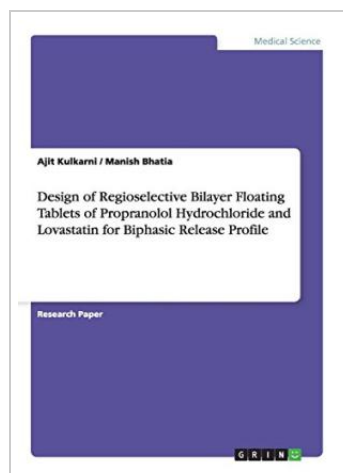 Medical Science
Ajit Kulkarni / Manish Bhatia
Design of Regioselective Bilayer Floating
Tablets of Propranolol Hydrochloride and
Lovastatin for Biphasic Release Profile
Research Paper
GRIN